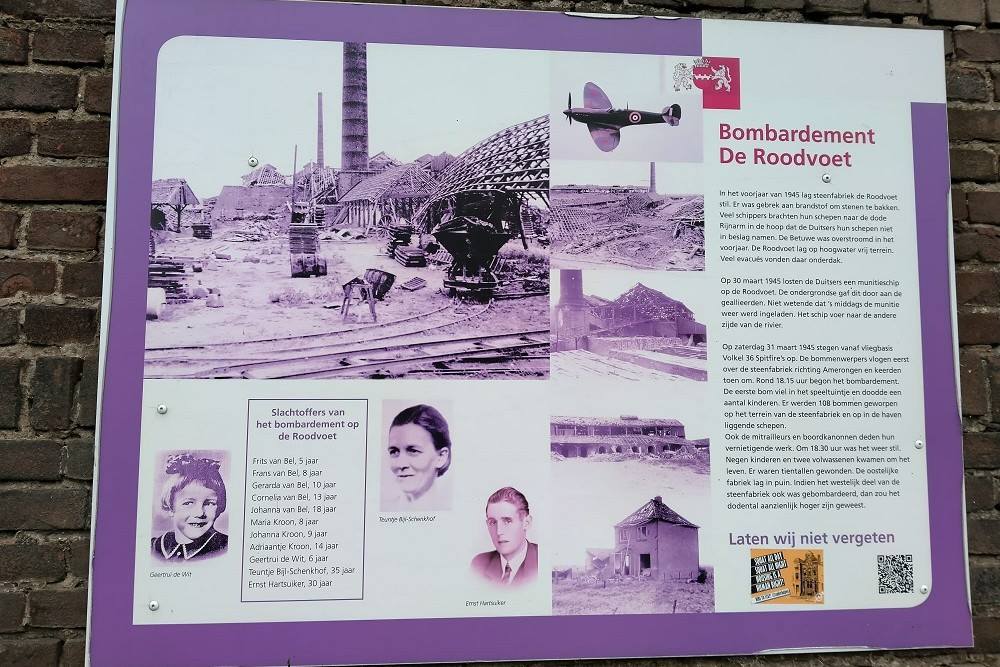 Bombardement
De Roodvoet
In het voorjaar van 1945 lag steenfabriek de Roodvoet
stil. Er was gebrek aan brandstof om stenen te bakken.
Veel schippers brachten hun schepen naar de dode
Rijnarm in de hoop dat de Duitsers hun schepen niet
in beslag namen. De Betuwe was overstroomd in het
voorjaar. De Roodvoet lag op hoogwater vrij terrein.
Veel evacués vonden daar onderdak.
Op 30 maart 1945 losten de Duitsers een munitieschip
op de Roodvoet. De ondergrondse gaf dit door aan de
geallieerden. Niet wetende dat 's middags de munitie
weer werd ingeladen. Het schip voer naar de andere
zijde van de rivier.
Op zaterdag 31 maart 1945 stegen vanaf vliegbasis
Volkel 36 Spitfire's op. De bommenwerpers vlogen eerst
over de steenfabriek richting Amerongen en keerden
toen om. Rond 18:15 uur begon het bombardement.
De eerste bom viel in het speeltuintje en doodde een
aantal kinderen. Er werden 108 bommen geworpen
op het terrein van de steenfabriek en op in de haven
liggende schepen.
Ook de mitrailleurs en boordkanonnen deden hun
vernietigende werk. Om 18.30 uur was het weer stil.
Negen kinderen en twee volwassenen kwamen om het
leven. Er waren tientallen gewonden. De oostelijke
fabriek lag in puin. Indien het westelijk deel van de
steenfabriek ook was gebombardeerd, dan zou het
dodental aanzienlijk hoger zijn geweest.
Laten wij niet vergeten
Slachtoffers van
het bombardement op
de Roodvoet
Frits van Bel, 5 jaar
Frans van Bel, 8 jaar
Gerarda van Bel, 10 jaar
Cornelia van Bel, 13 jaar
Johanna van Bel, 18 jaar
Maria Kroon, 8 jaar
Johanna Kroon, 9 jaar
Adriaantje Kroon, 14 jaar
Geertrui de Wit, 6 jaar
Teuntje Bijl-Schenkhof, 35 jaar
Ernst Hartsuiker, 30 jaar
Geertrui de Wit
Teuntje Bijl-Schenkhof
Ernst Hartsuiker
SQUAT ALL DAY
SQUAT ALL NIGHT
HOUSING IS A
HUMAN RIGHT!